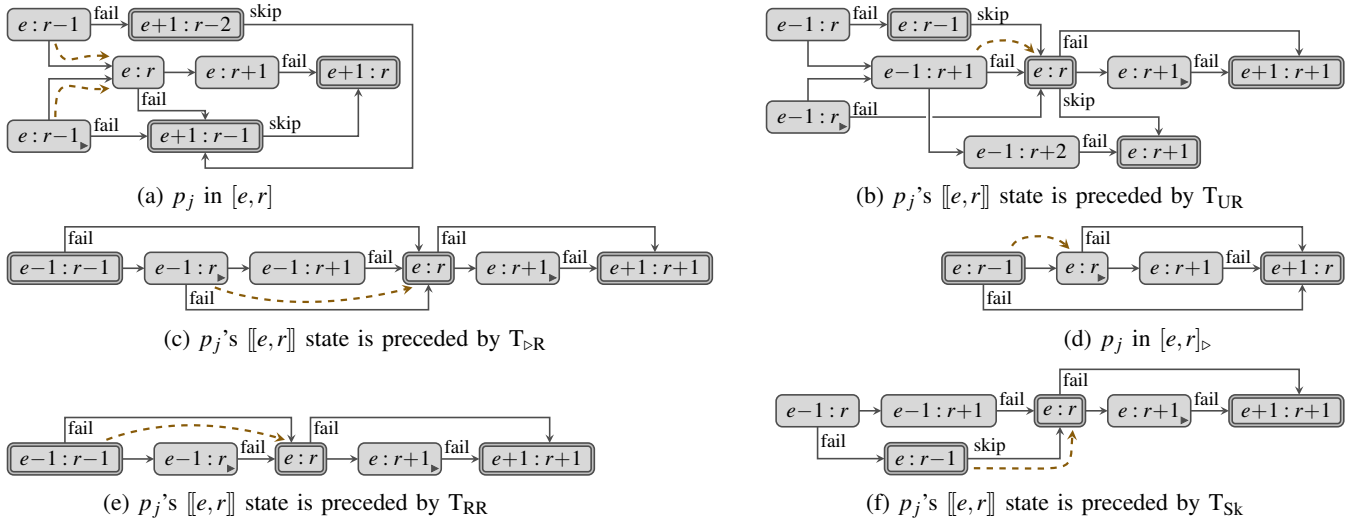 e:r−1
fail
e+1:r−2
skip
e:r
e:r+1
fail
e+1:r
fail
e:r−1▶
fail
e+1:r−1
skip
(a) p_j in [e,r]
e−1:r
fail
e:r−1
skip
fail
e−1:r+1
fail
e:r
e:r+1▶
fail
e+1:r+1
e−1:r▶
fail
skip
e−1:r+2
fail
e:r+1
(b) p_j's ⟦e,r⟧ state is preceded by T_UR
fail
fail
e−1:r−1
e−1:r▶
e−1:r+1
fail
e:r
e:r+1▶
fail
e+1:r+1
fail
(c) p_j's ⟦e,r⟧ state is preceded by T_▹R
fail
e:r−1
e:r▶
e:r+1
fail
e+1:r
fail
(d) p_j in [e,r]_▹
fail
fail
e−1:r−1
e−1:r▶
fail
e:r
e:r+1▶
fail
e+1:r+1
(e) p_j's ⟦e,r⟧ state is preceded by T_RR
fail
e−1:r
e−1:r+1
fail
e:r
e:r+1▶
fail
e+1:r+1
fail
e:r−1
skip
(f) p_j's ⟦e,r⟧ state is preceded by T_Sk